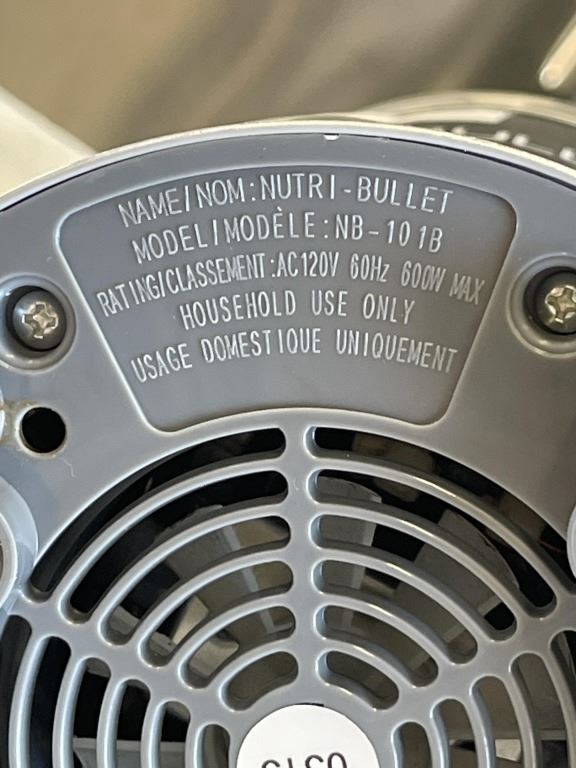 NAME/NOM:NUTRI-BULLET
MODEL/MODÈLE:NB-101B
RATING/CLASSEMENT:AC120V 60Hz 600W MAX
HOUSEHOLD USE ONLY
USAGE DOMESTIQUE UNIQUEMENT